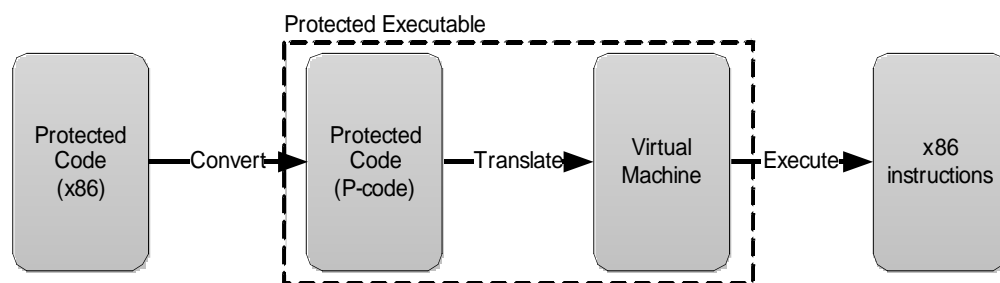 Protected Executable
Protected
Code
(x86)
Convert
Protected
Code
(P-code)
Translate
Virtual
Machine
Execute
x86
instructions